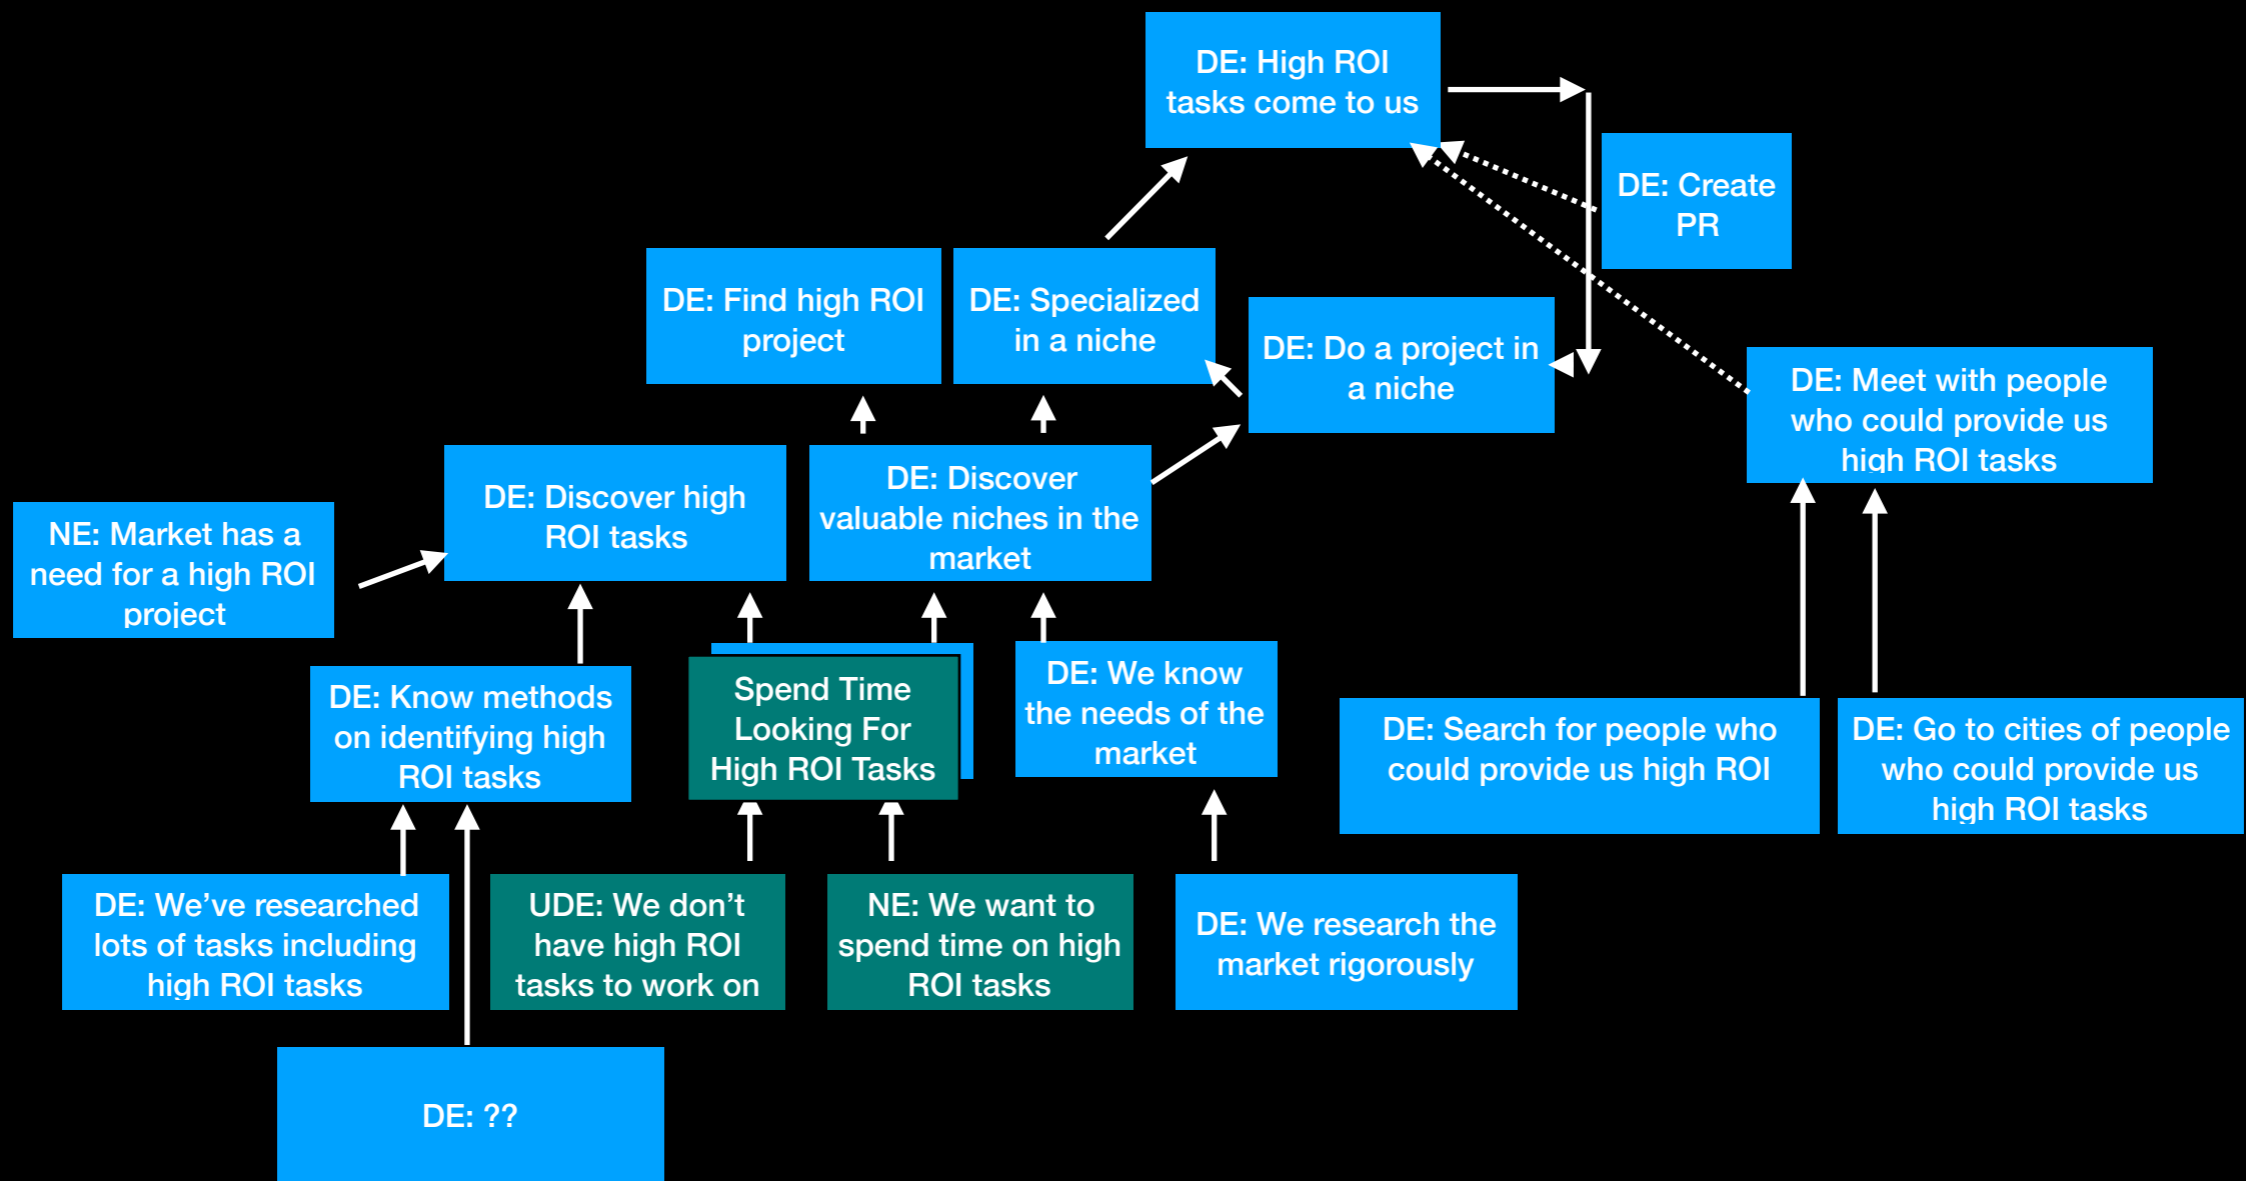 DE: High ROI
tasks come to us
DE: Create
PR
DE: Find high ROI
project
DE: Specialized
in a niche
DE: Do a project in
a niche
DE: Meet with people
who could provide us
high ROI tasks
DE: Discover high
ROI tasks
DE: Discover
valuable niches in the
market
NE: Market has a
need for a high ROI
project
DE: Know methods
on identifying high
ROI tasks
Spend Time
Looking For
High ROI Tasks
DE: We know
the needs of the
market
DE: Search for people who
could provide us high ROI
DE: Go to cities of people
who could provide us
high ROI tasks
DE: We’ve researched
lots of tasks including
high ROI tasks
UDE: We don’t
have high ROI
tasks to work on
NE: We want to
spend time on high
ROI tasks
DE: We research the
market rigorously
DE: ??